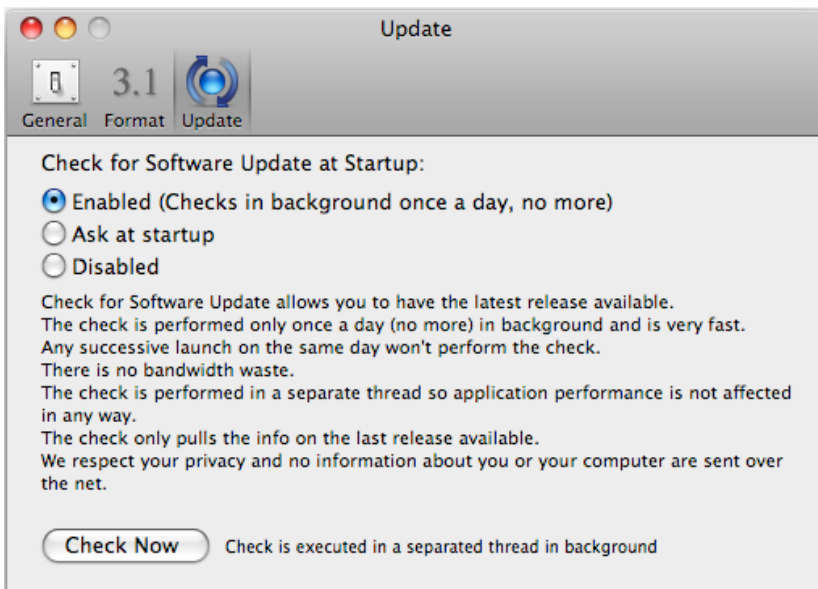 Update
3.1
General Format Update
Check for Software Update at Startup:
Enabled (Checks in background once a day, no more)
Ask at startup
Disabled
Check for Software Update allows you to have the latest release available.
The check is performed only once a day (no more) in background and is very fast.
Any successive launch on the same day won't perform the check.
There is no bandwidth waste.
The check is performed in a separate thread so application performance is not affected
in any way.
The check only pulls the info on the last release available.
We respect your privacy and no information about you or your computer are sent over
the net.
Check Now Check is executed in a separated thread in background